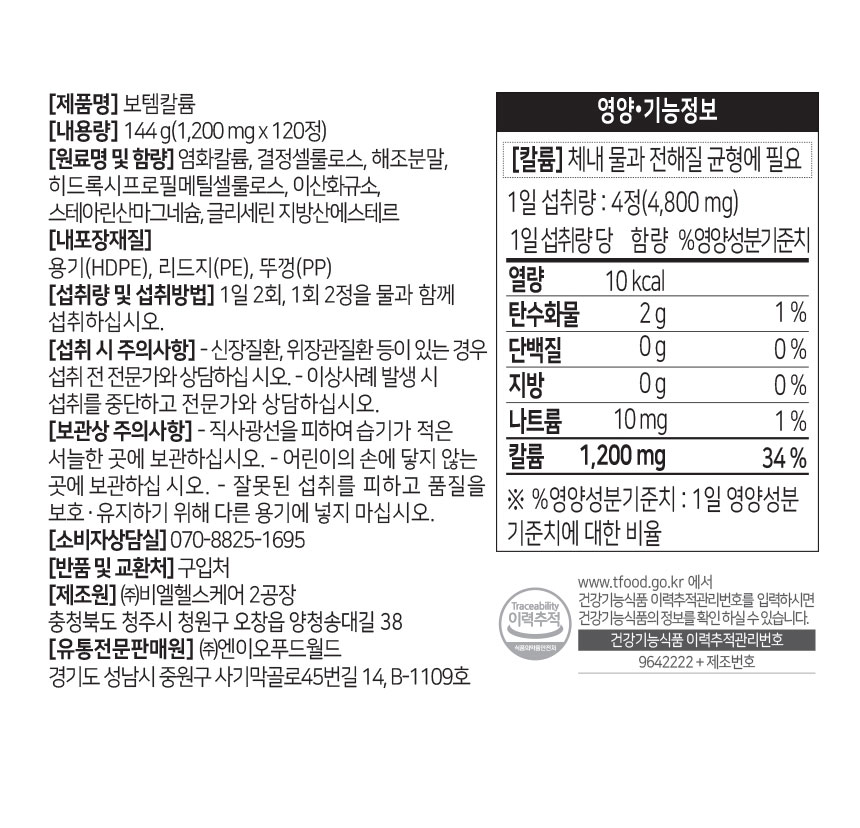 [제품명] 보템칼륨
[내용량] 144 g(1,200 mg x 120정)
[원료명 및 함량] 염화칼륨, 결정셀룰로스, 해조분말,
히드록시프로필메틸셀룰로스, 이산화규소,
스테아린산마그네슘, 글리세린 지방산에스테르
[내포장재질]
용기(HDPE), 리드지(PE), 뚜껑(PP)
[섭취량 및 섭취방법] 1일 2회, 1회 2정을 물과 함께
섭취하십시오.
[섭취 시 주의사항] - 신장질환, 위장관질환 등이 있는 경우
섭취 전 전문가와 상담하십 시오. - 이상사례 발생 시
섭취를 중단하고 전문가와 상담하십시오.
[보관상 주의사항] - 직사광선을 피하여 습기가 적은
서늘한 곳에 보관하십시오. - 어린이의 손에 닿지 않는
곳에 보관하십 시오. - 잘못된 섭취를 피하고 품질을
보호·유지하기 위해 다른 용기에 넣지 마십시오.
[소비자상담실] 070-8825-1695
[반품 및 교환처] 구입처
[제조원] ㈜비엘헬스케어 2공장
충청북도 청주시 청원구 오창읍 양청송대길 38
[유통전문판매원] ㈜엔이오푸드월드
경기도 성남시 중원구 사기막골로45번길 14, B-1109호
영양·기능정보
[칼륨] 체내 물과 전해질 균형에 필요
1일 섭취량 : 4정(4,800 mg)
1일 섭취량 당 함량 %영양성분기준치
열량 10 kcal
탄수화물 2 g 1 %
단백질 0 g 0 %
지방 0 g 0 %
나트륨 10 mg 1 %
칼륨 1,200 mg 34 %
※ %영양성분기준치 : 1일 영양성분
기준치에 대한 비율
Traceability
이력추적
식품의약품안전처
www.tfood.go.kr 에서
건강기능식품 이력추적관리번호를 입력하시면
건강기능식품의 정보를 확인 하실 수 있습니다.
건강기능식품 이력추적관리번호
9642222 + 제조번호